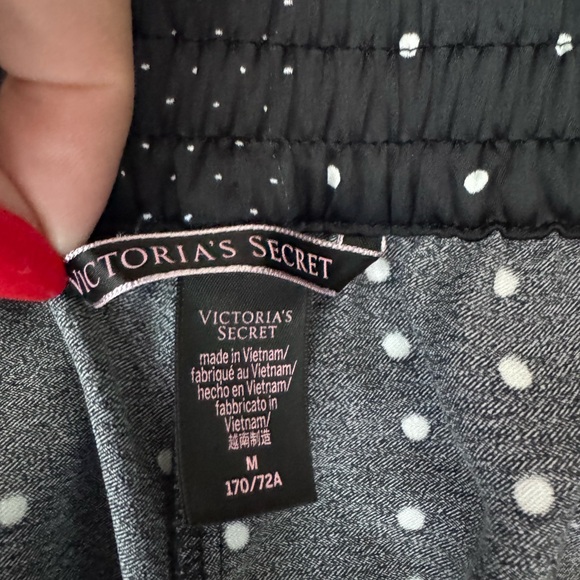 VICTORIA'S SECRET
VICTORIA'S
SECRET
made in Vietnam/
fabriqué au Vietnam/
hecho en Vietnam/
fabbricato in
Vietnam/
越南制造
M
170/72A